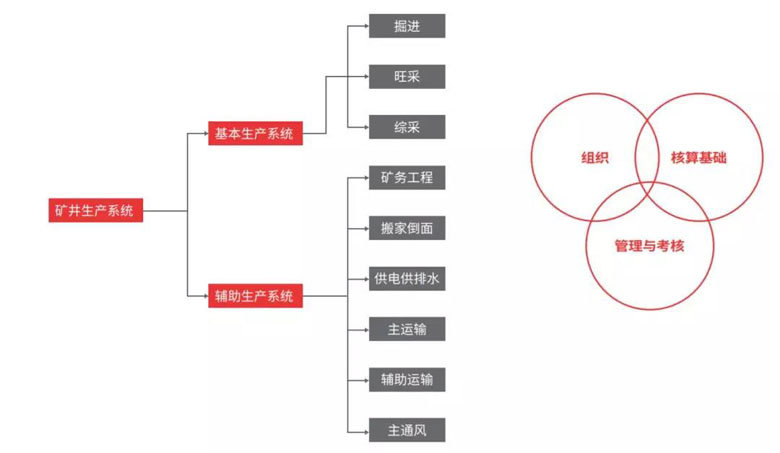 矿井生产系统
基本生产系统
掘进
旺采
综采
辅助生产系统
矿务工程
搬家倒面
供电供排水
主运输
辅助运输
主通风
组织
核算基础
管理与考核